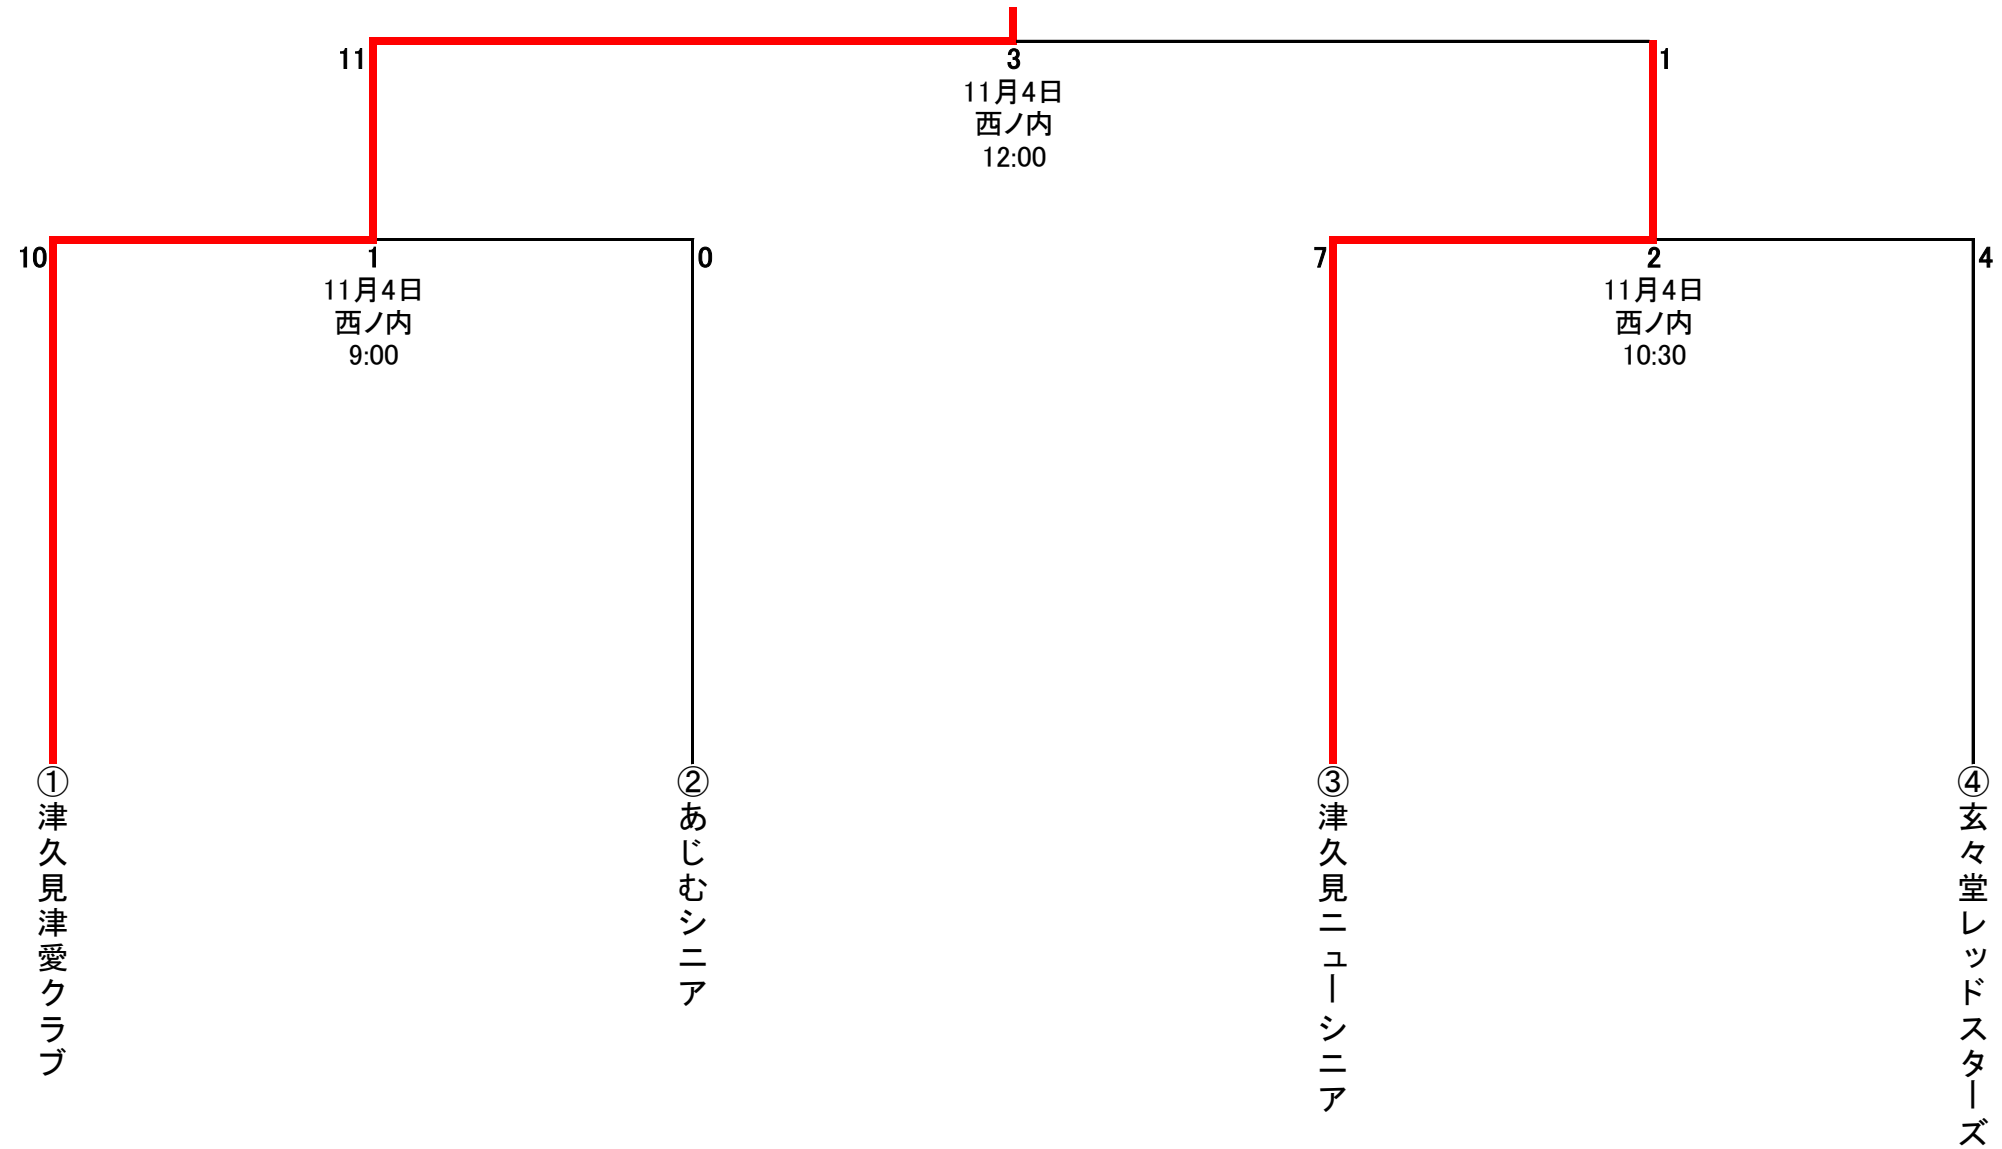 11
3
1
11月4日
西ノ内
12:00
10
1
0
7
2
4
11月4日
西ノ内
9:00
11月4日
西ノ内
10:30
①津久見津愛クラブ
②あじむシニア
③津久見ニューシニア
④玄々堂レッドスターズ